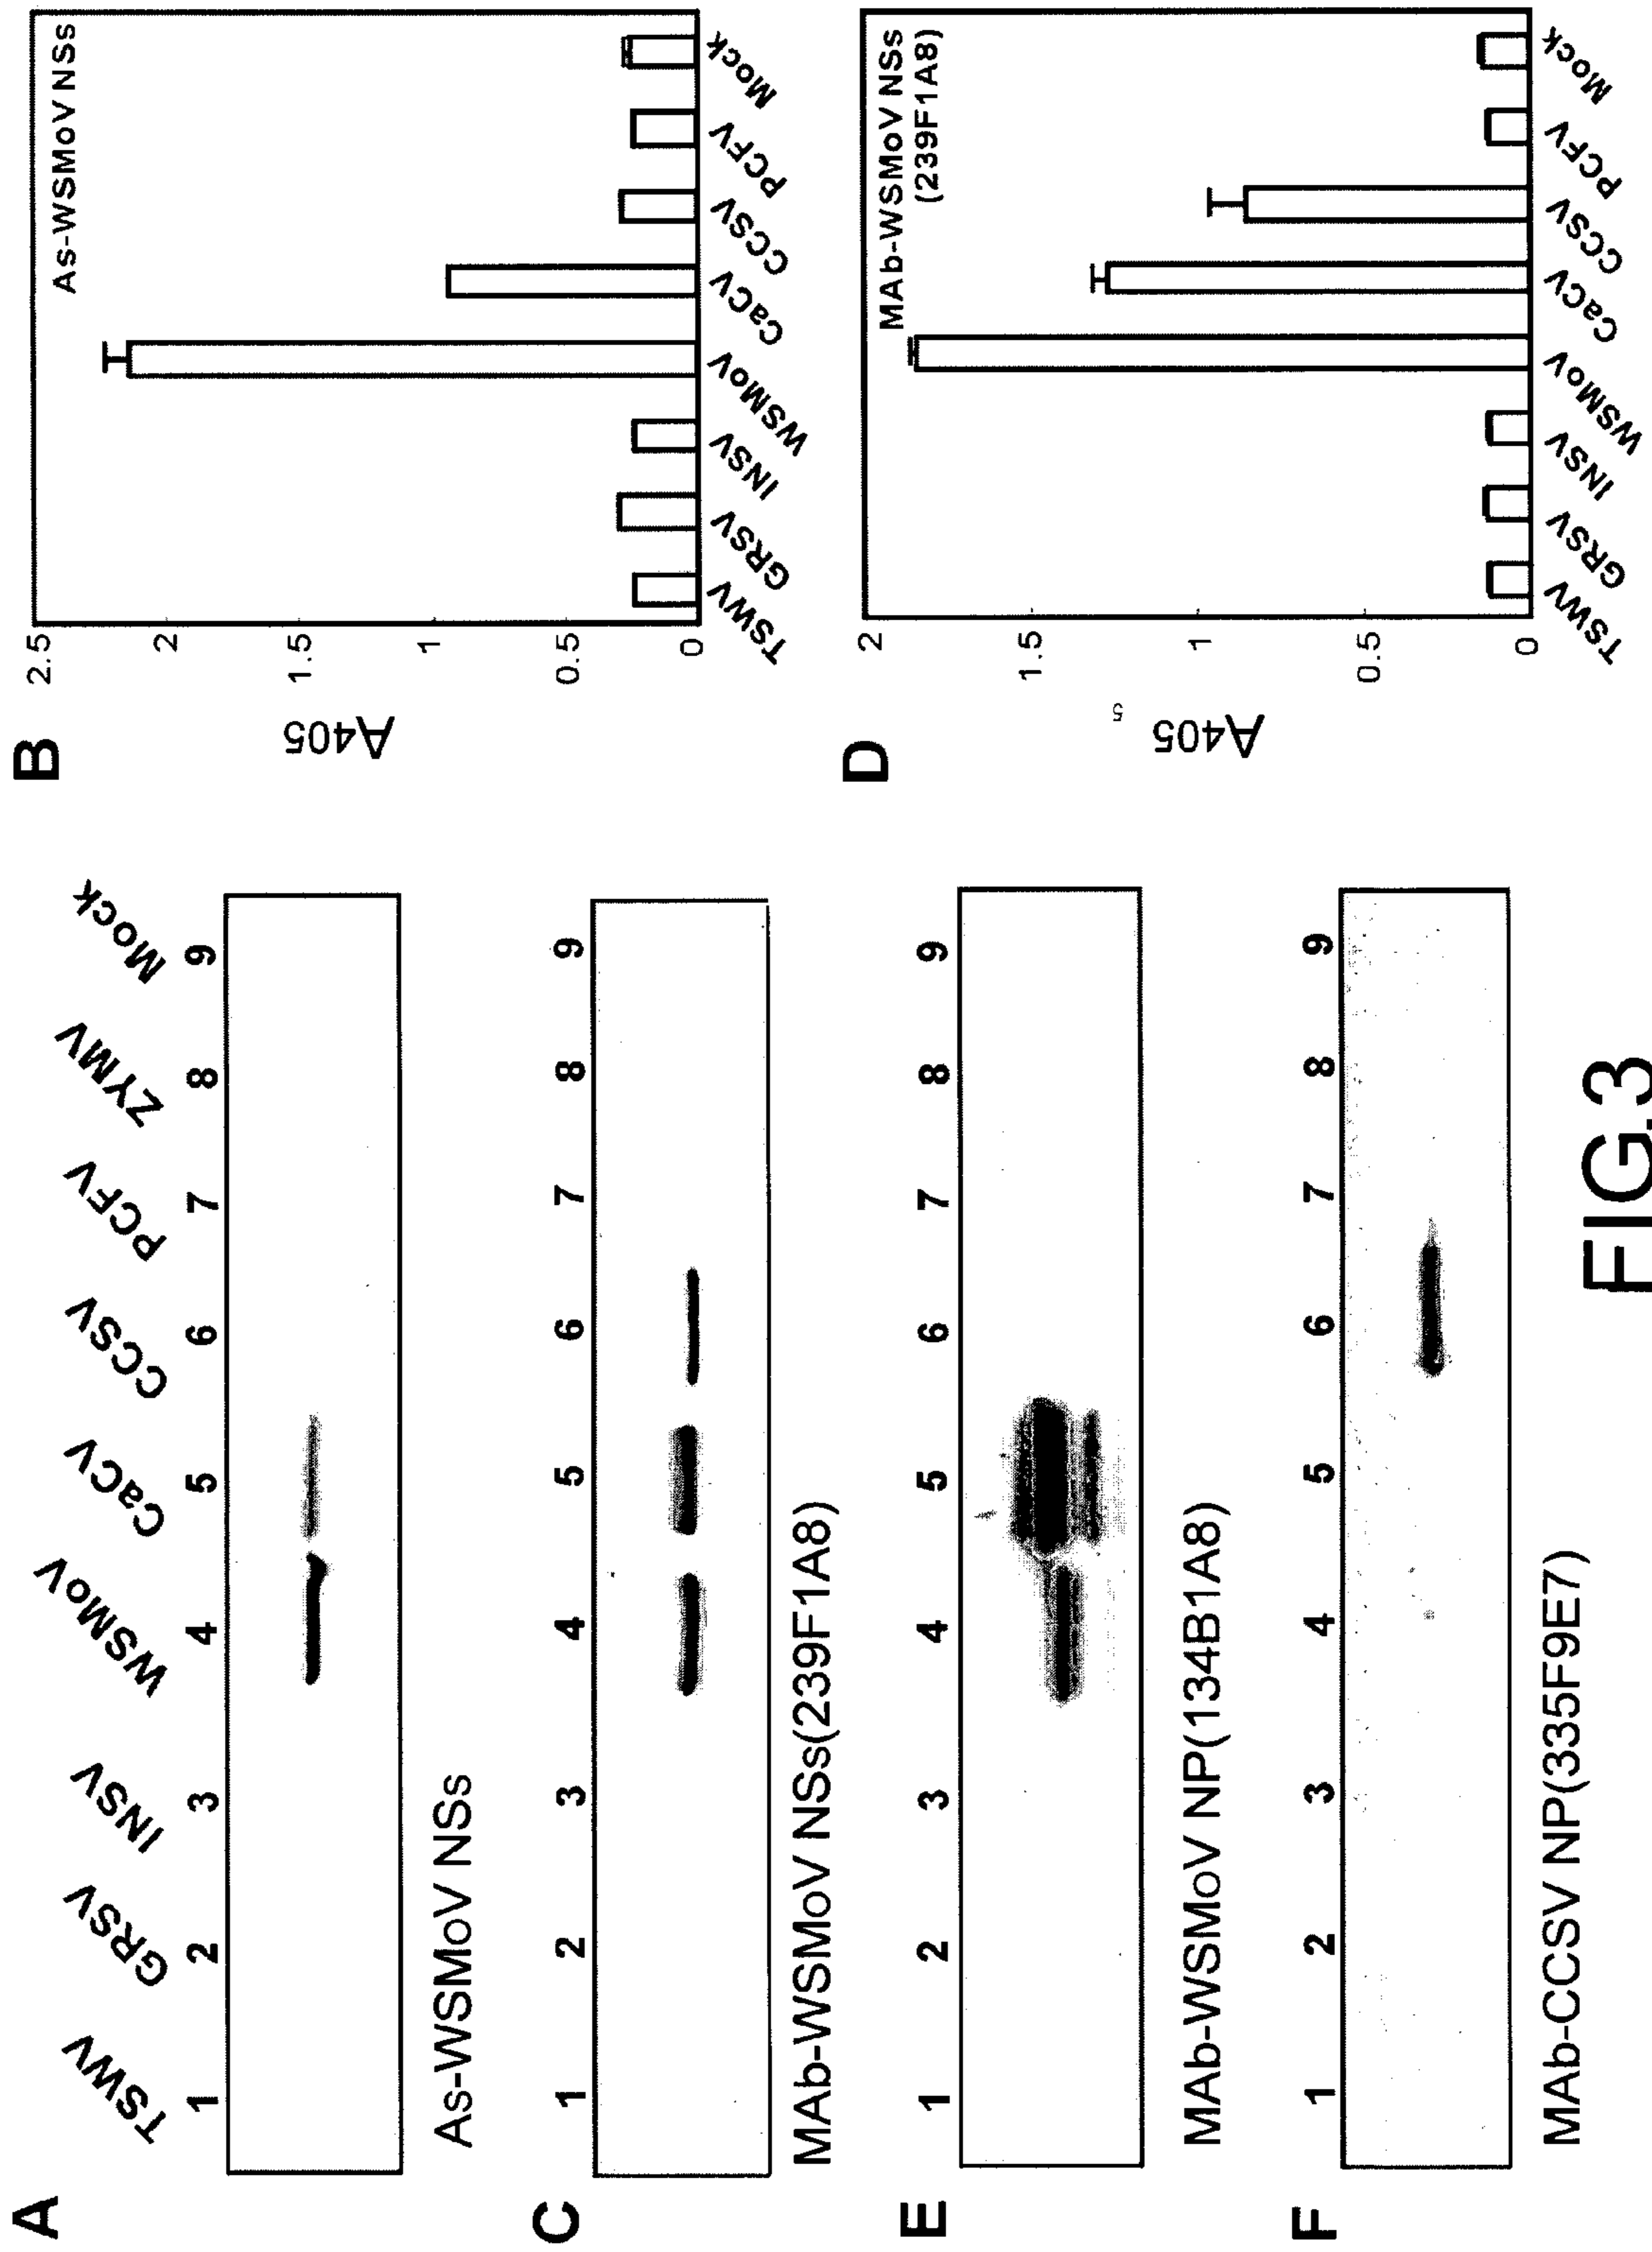 A
TSWV GRSV INSV WSMoV CaCV CCSV PCFV ZYMV Mock
1 2 3 4 5 6 7 8 9
As-WSMoV NSs
B
As-WSMoV NSs
A405
2.5
2
1.5
1
0.5
0
TSWV GRSV INSV WSMoV CaCV CCSV PCFV Mock
C
1 2 3 4 5 6 7 8 9
MAb-WSMoV NSs(239F1A8)
D
MAb-WSMoV NSs
(239F1A8)
A405
5
2
1.5
1
0.5
0
TSWV GRSV INSV WSMoV CaCV CCSV PCFV Mock
E
1 2 3 4 5 6 7 8 9
MAb-WSMoV NP(134B1A8)
F
1 2 3 4 5 6 7 8 9
MAb-CCSV NP(335F9E7)
FIG.3